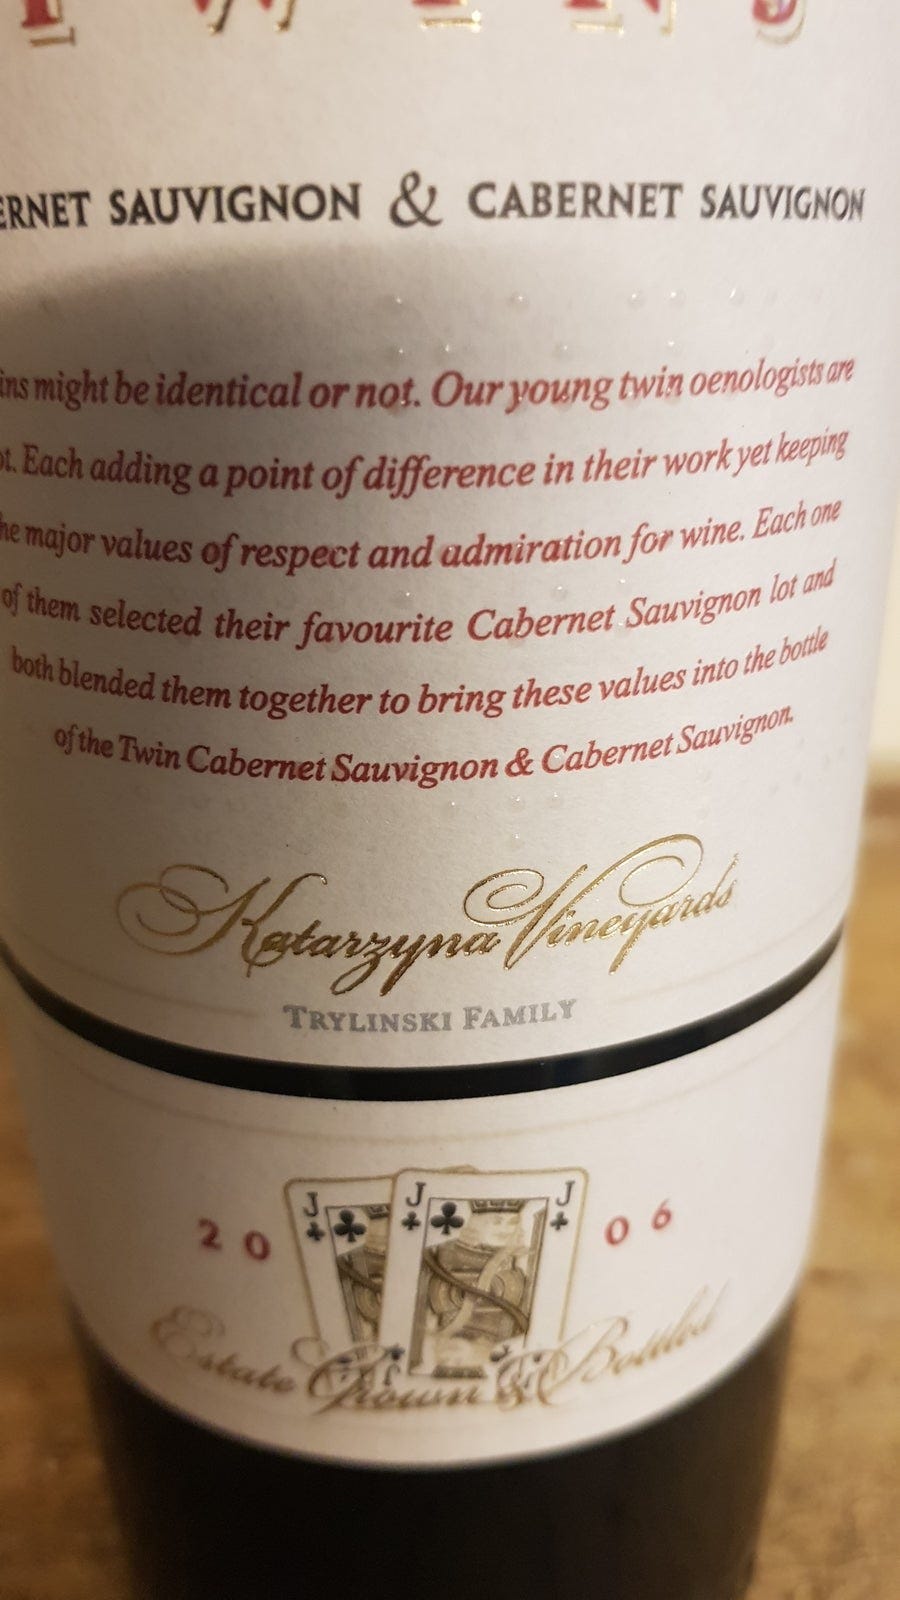 TWINS
ERNET SAUVIGNON & CABERNET SAUVIGNON
ins might be identical or not. Our young twin oenologists are
ot. Each adding a point of difference in their work yet keeping
he major values of respect and admiration for wine. Each one
of them selected their favourite Cabernet Sauvignon lot and
both blended them together to bring these values into the bottle
of the Twin Cabernet Sauvignon & Cabernet Sauvignon.
Katarzyna Vineyards
TRYLINSKI FAMILY
J J J
20 06
Estate Grown & Bottled